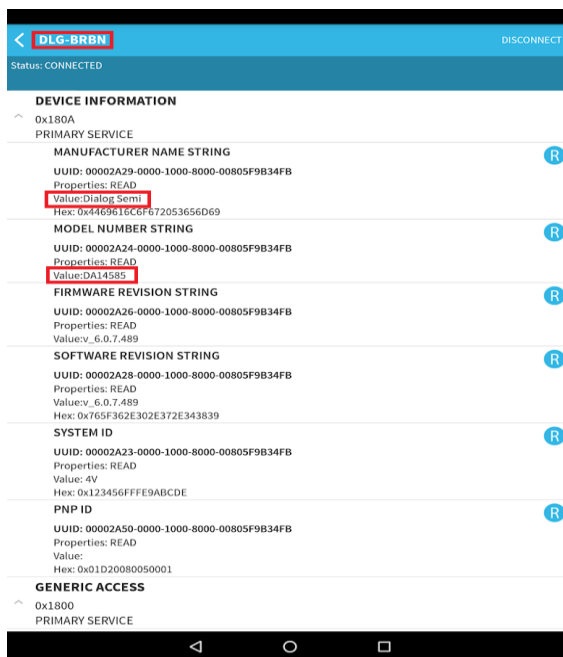 DLG-BRBN
DISCONNECT
Status: CONNECTED
DEVICE INFORMATION
0x180A
PRIMARY SERVICE
MANUFACTURER NAME STRING
R
UUID: 00002A29-0000-1000-8000-00805F9B34FB
Properties: READ
Value:Dialog Semi
Hex: 0x4469616C6F672053656D69
MODEL NUMBER STRING
R
UUID: 00002A24-0000-1000-8000-00805F9B34FB
Properties: READ
Value:DA14585
FIRMWARE REVISION STRING
R
UUID: 00002A26-0000-1000-8000-00805F9B34FB
Properties: READ
Value:v_6.0.7.489
SOFTWARE REVISION STRING
R
UUID: 00002A28-0000-1000-8000-00805F9B34FB
Properties: READ
Value:v_6.0.7.489
Hex: 0x765F362E302E372E343839
SYSTEM ID
R
UUID: 00002A23-0000-1000-8000-00805F9B34FB
Properties: READ
Value: 4V
Hex: 0x123456FFFE9ABCDE
PNP ID
R
UUID: 00002A50-0000-1000-8000-00805F9B34FB
Properties: READ
Value:
Hex: 0x01D20080050001
GENERIC ACCESS
0x1800
PRIMARY SERVICE